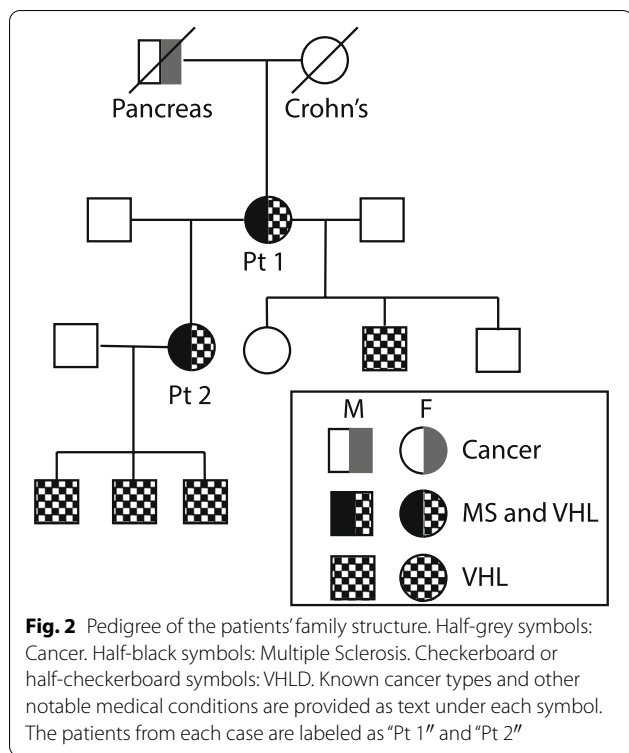 Pancreas Crohn's
Pt 1
Pt 2
M F
Cancer
MS and VHL
VHL
Fig. 2 Pedigree of the patients' family structure. Half-grey symbols:
Cancer. Half-black symbols: Multiple Sclerosis. Checkerboard or
half-checkerboard symbols: VHLD. Known cancer types and other
notable medical conditions are provided as text under each symbol.
The patients from each case are labeled as “Pt 1″ and “Pt 2″